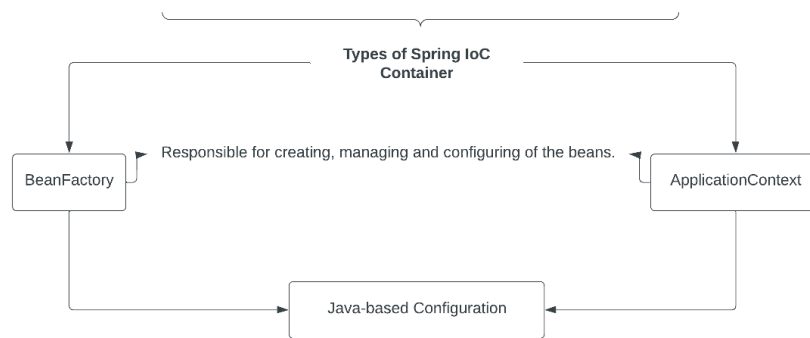 Types of Spring IoC
Container
Responsible for creating, managing and configuring of the beans.
BeanFactory
ApplicationContext
Java-based Configuration